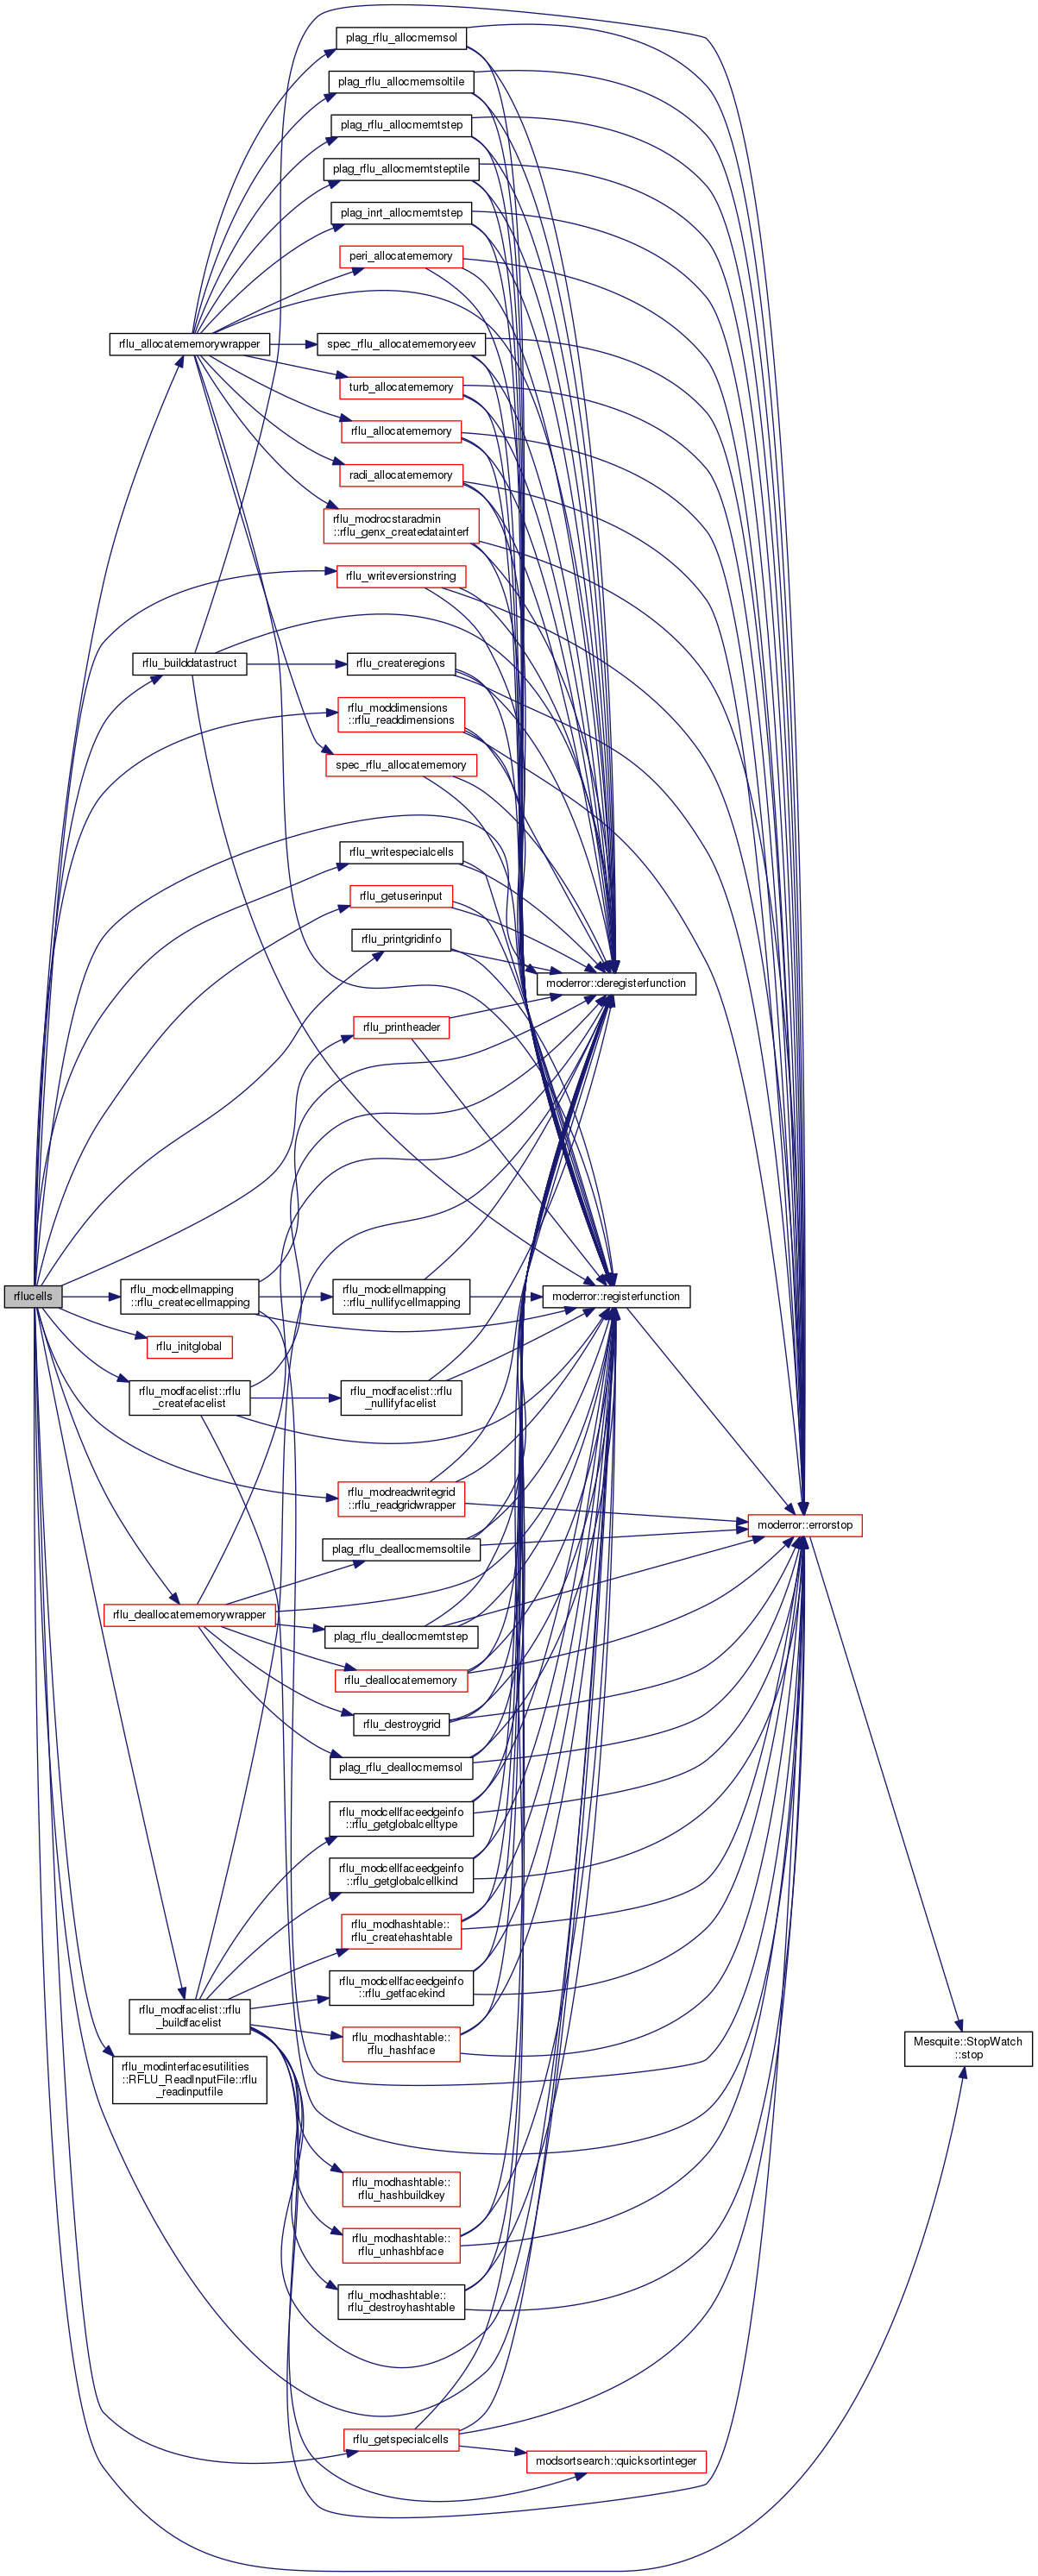 plag_rflu_allocmemsol
plag_rflu_allocmemsoltile
plag_rflu_allocmemtstep
plag_rflu_allocmemtsteptile
plag_inrt_allocmemtstep
peri_allocatememory
rflu_allocatememorywrapper
spec_rflu_allocatememoryeev
turb_allocatememory
rflu_allocatememory
radi_allocatememory
rflu_modrocstaradmin
::rflu_genx_createdatainterf
rflu_writeversionstring
rflu_builddatastruct
rflu_createregions
rflu_moddimensions
::rflu_readdimensions
spec_rflu_allocatememory
rflu_writespecialcells
rflu_getuserinput
rflu_printgridinfo
moderror::deregisterfunction
rflu_printheader
rflucells
rflu_modcellmapping
::rflu_createcellmapping
rflu_modcellmapping
::rflu_nullifycellmapping
moderror::registerfunction
rflu_initglobal
rflu_modfacelist::rflu
_createfacelist
rflu_modfacelist::rflu
_nullifyfacelist
rflu_modreadwritegrid
::rflu_readgridwrapper
moderror::errorstop
plag_rflu_deallocmemsoltile
rflu_deallocatememorywrapper
plag_rflu_deallocmemtstep
rflu_deallocatememory
rflu_destroygrid
plag_rflu_deallocmemsol
rflu_modcellfaceedgeinfo
::rflu_getglobalcelltype
rflu_modcellfaceedgeinfo
::rflu_getglobalcellkind
rflu_modhashtable::
rflu_createhashtable
rflu_modcellfaceedgeinfo
::rflu_getfacekind
rflu_modfacelist::rflu
_buildfacelist
rflu_modhashtable::
rflu_hashface
Mesquite::StopWatch
::stop
rflu_modinterfacesutilities
::RFLU_ReadInputFile::rflu
_readinputfile
rflu_modhashtable::
rflu_hashbuildkey
rflu_modhashtable::
rflu_unhashbface
rflu_modhashtable::
rflu_destroyhashtable
rflu_getspecialcells
modsortsearch::quicksortinteger